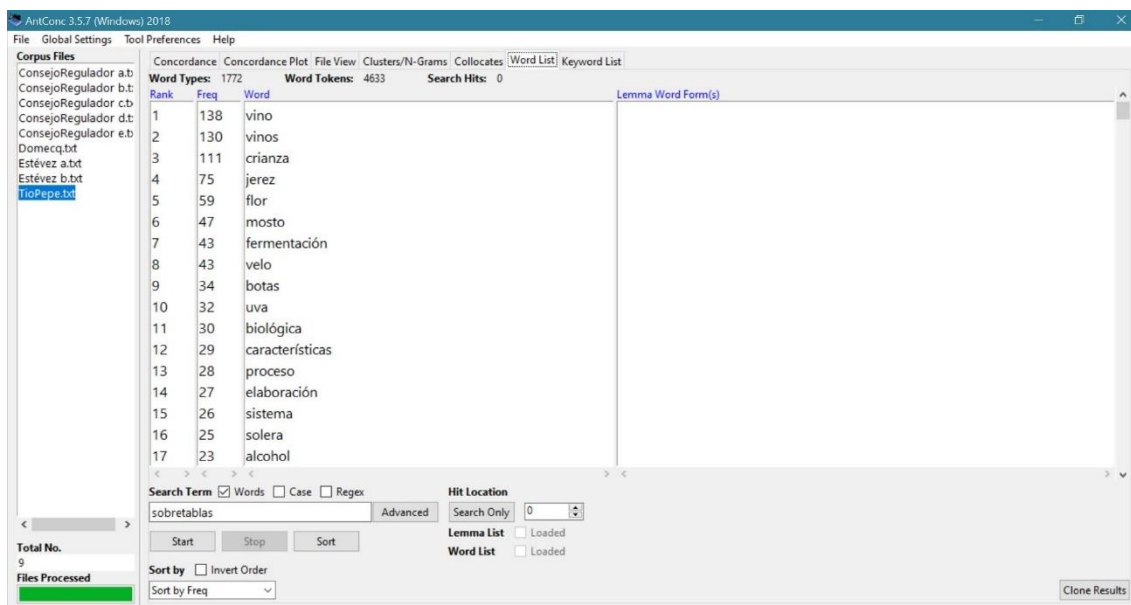 AntConc 3.5.7 (Windows) 2018
File Global Settings Tool Preferences Help
Corpus Files
ConsejoRegulador a.t
ConsejoRegulador b.t
ConsejoRegulador c.t
ConsejoRegulador d.t
ConsejoRegulador e.t
Domecq.txt
Estévez a.txt
Estévez b.txt
TioPepe.txt
Total No.
9
Files Processed
Concordance Concordance Plot File View Clusters/N-Grams Collocates Word List Keyword List
Word Types: 1772 Word Tokens: 4633 Search Hits: 0
Rank Freq Word Lemma Word Form(s)
1 138 vino
2 130 vinos
3 111 crianza
4 75 jerez
5 59 flor
6 47 mosto
7 43 fermentación
8 43 velo
9 34 botas
10 32 uva
11 30 biológica
12 29 características
13 28 proceso
14 27 elaboración
15 26 sistema
16 25 solera
17 23 alcohol
Search Term Words Case Regex Hit Location
sobretablas Advanced Search Only 0
Start Stop Sort Lemma List Loaded
Word List Loaded
Sort by Invert Order
Sort by Freq Clone Results